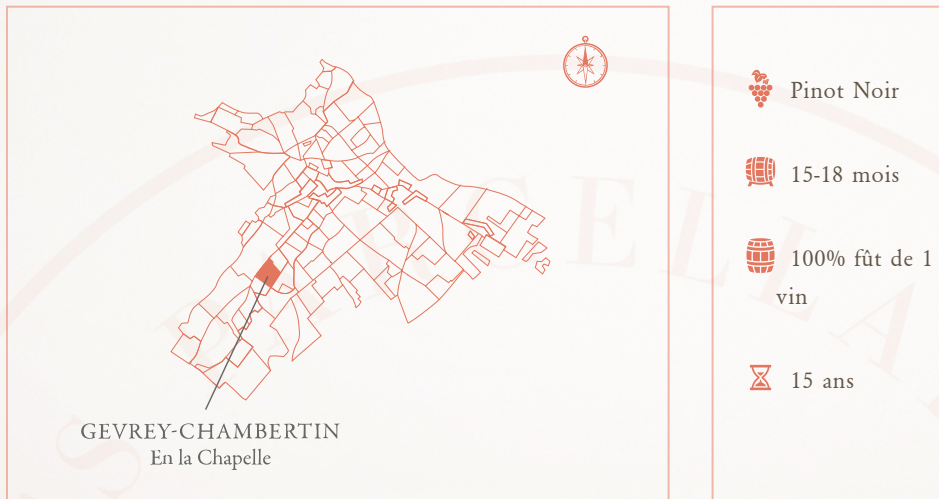 GEVREY-CHAMBERTIN
En la Chapelle
Pinot Noir
15-18 mois
100% fût de 1
vin
15 ans